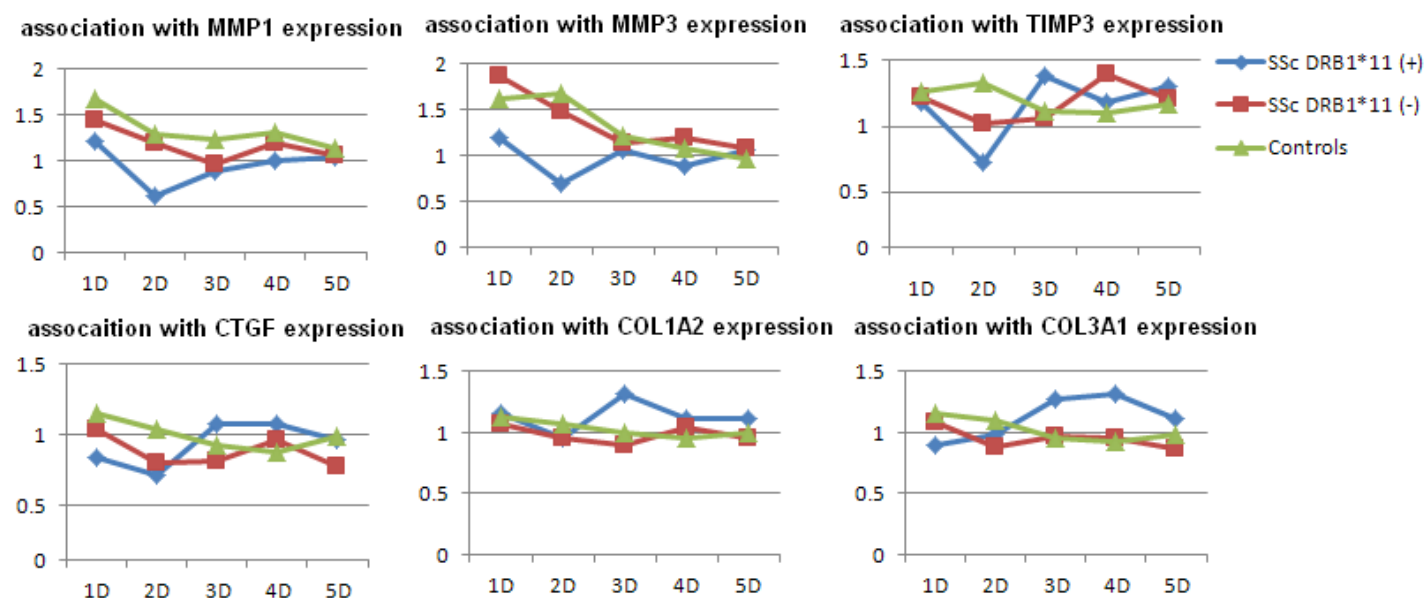 association with MMP1 expression
association with MMP3 expression
association with TIMP3 expression
2
1.5
1
0.5
0
1D 2D 3D 4D 5D
2
1.5
1
0.5
0
1D 2D 3D 4D 5D
1.5
1
0.5
0
1D 2D 3D 4D 5D
SSc DRB1*11 (+)
SSc DRB1*11 (-)
Controls
assocaition with CTGF expression
association with COL1A2 expression
association with COL3A1 expression
1.5
1
0.5
0
1D 2D 3D 4D 5D
1.5
1
0.5
0
1D 2D 3D 4D 5D
1.5
1
0.5
0
1D 2D 3D 4D 5D